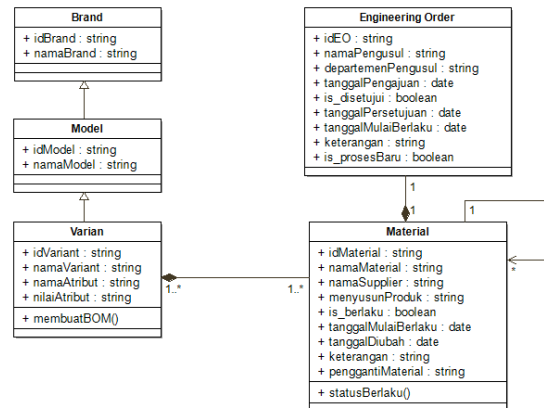 Brand
+ idBrand : string
+ namaBrand : string
Model
+ idModel : string
+ namaModel : string
Varian
+ idVariant : string
+ namaVariant : string
+ namaAtribut : string
+ nilaiAtribut : string
+ membuatBOM()
1..*
1..*
Engineering Order
+ idEO : string
+ namaPengusul : string
+ departemenPengusul : string
+ tanggalPengajuan : date
+ is_disetujui : boolean
+ tanggalPersetujuan : date
+ tanggalMulaiBerlaku : date
+ keterangan : string
+ is_prosesBaru : boolean
1
1
1
Material
+ idMaterial : string
+ namaMaterial : string
+ namaSupplier : string
+ menyusunProduk : string
+ is_berlaku : boolean
+ tanggalMulaiBerlaku : date
+ tanggalDiubah : date
+ keterangan : string
+ penggantiMaterial : string
+ statusBerlaku()
*